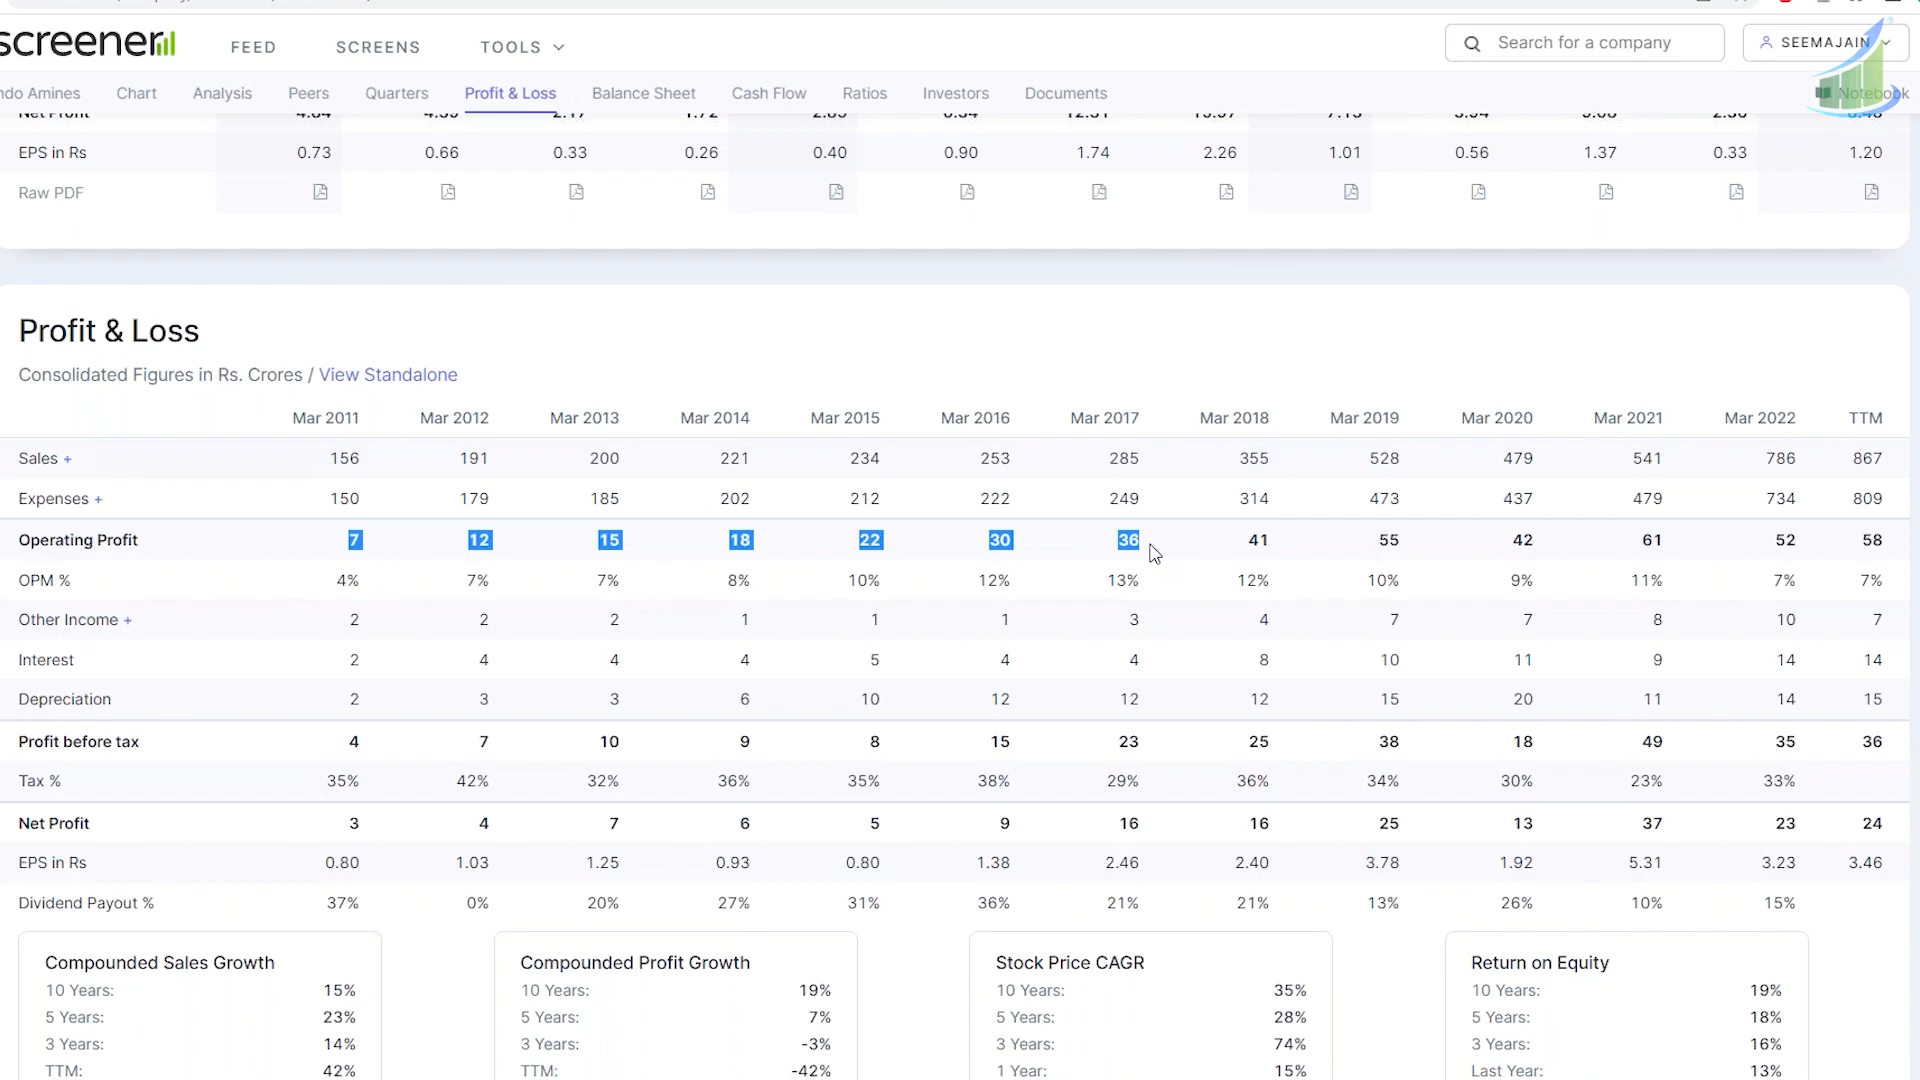 screener FEED SCREENS TOOLS Search for a company SEEMAJAIN
ndo Amines Chart Analysis Peers Quarters Profit & Loss Balance Sheet Cash Flow Ratios Investors Documents Notebook
EPS in Rs 0.73 0.66 0.33 0.26 0.40 0.90 1.74 2.26 1.01 0.56 1.37 0.33 1.20
Raw PDF
Profit & Loss
Consolidated Figures in Rs. Crores / View Standalone
Mar 2011 Mar 2012 Mar 2013 Mar 2014 Mar 2015 Mar 2016 Mar 2017 Mar 2018 Mar 2019 Mar 2020 Mar 2021 Mar 2022 TTM
Sales + 156 191 200 221 234 253 285 355 528 479 541 786 867
Expenses + 150 179 185 202 212 222 249 314 473 437 479 734 809
Operating Profit 7 12 15 18 22 30 36 41 55 42 61 52 58
OPM % 4% 7% 7% 8% 10% 12% 13% 12% 10% 9% 11% 7% 7%
Other Income + 2 2 2 1 1 1 3 4 7 7 8 10 7
Interest 2 4 4 4 5 4 4 8 10 11 9 14 14
Depreciation 2 3 3 6 10 12 12 12 15 20 11 14 15
Profit before tax 4 7 10 9 8 15 23 25 38 18 49 35 36
Tax % 35% 42% 32% 36% 35% 38% 29% 36% 34% 30% 23% 33%
Net Profit 3 4 7 6 5 9 16 16 25 13 37 23 24
EPS in Rs 0.80 1.03 1.25 0.93 0.80 1.38 2.46 2.40 3.78 1.92 5.31 3.23 3.46
Dividend Payout % 37% 0% 20% 27% 31% 36% 21% 21% 13% 26% 10% 15%
Compounded Sales Growth
10 Years: 15%
5 Years: 23%
3 Years: 14%
TTM: 42%
Compounded Profit Growth
10 Years: 19%
5 Years: 7%
3 Years: -3%
TTM: -42%
Stock Price CAGR
10 Years: 35%
5 Years: 28%
3 Years: 74%
1 Year: 15%
Return on Equity
10 Years: 19%
5 Years: 18%
3 Years: 16%
Last Year: 13%